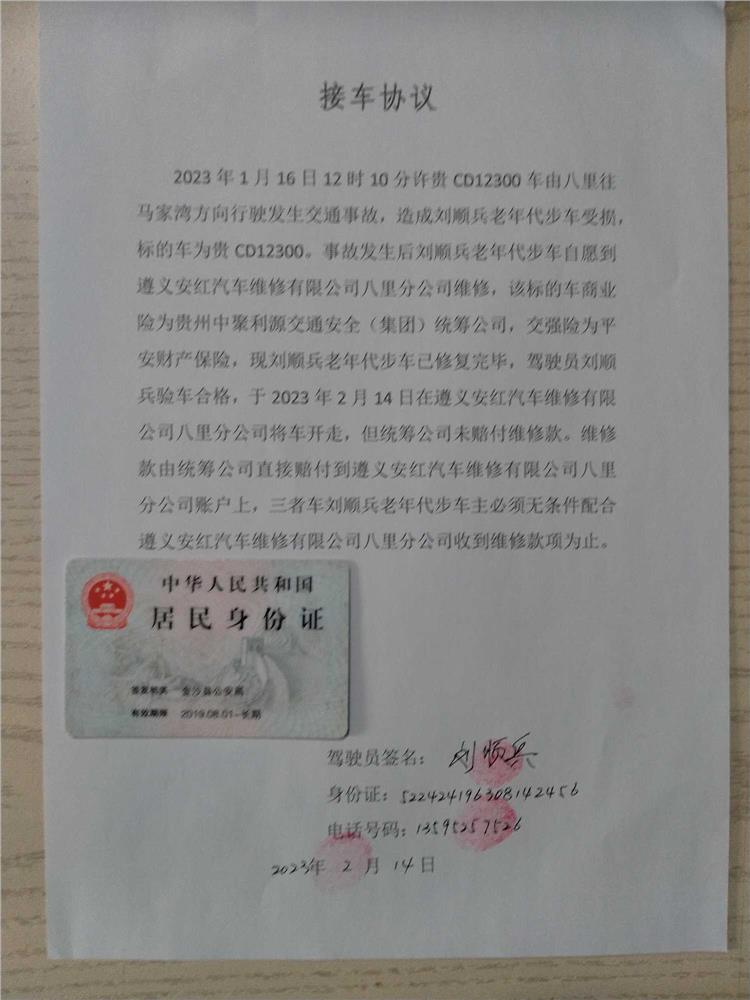 接车协议
2023年1月16日12时10分许贵CD12300车由八里往
马家湾方向行驶发生交通事故，造成刘顺兵老年代步车受损，
标的车为贵CD12300。事故发生后刘顺兵老年代步车自愿到
遵义安红汽车维修有限公司八里分公司维修，该标的车商业
险为贵州中聚利源交通安全（集团）统筹公司，交强险为平
安财产保险，现刘顺兵老年代步车已修复完毕，驾驶员刘顺
兵验车合格，于2023年2月14日在遵义安红汽车维修有限
公司八里分公司将车开走，但统筹公司未赔付维修款。维修
款由统筹公司直接赔付到遵义安红汽车维修有限公司八里
分公司账户上，三者车刘顺兵老年代步车主必须无条件配合
遵义安红汽车维修有限公司八里分公司收到维修款项为止。
中华人民共和国
居民身份证
签发机关 金沙县公安局
有效期限 2019.08.01-长期
驾驶员签名：刘顺兵
身份证：522424196308142456
电话号码：13595257526
2023年2月14日